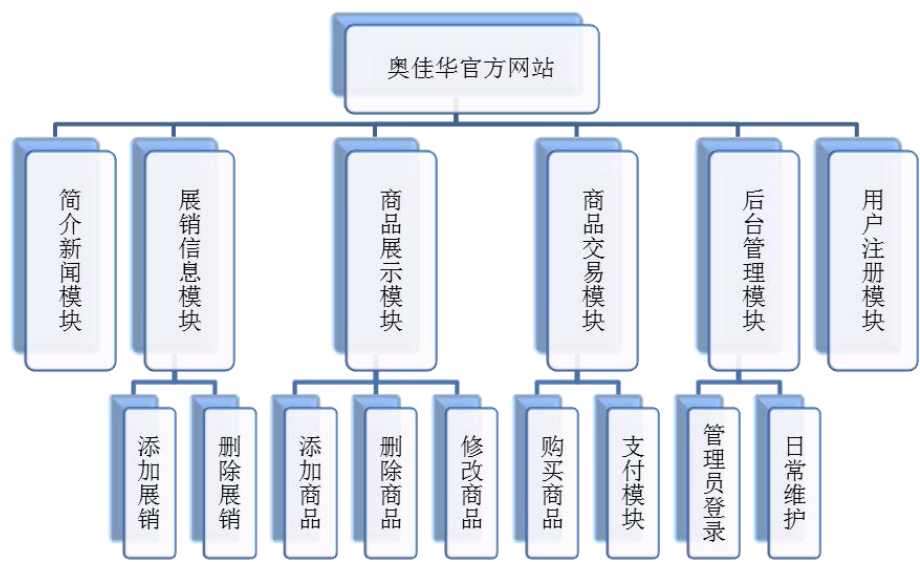 奥佳华官方网站
简介新闻模块
展销信息模块
商品展示模块
商品交易模块
后台管理模块
用户注册模块
添加展销
删除展销
添加商品
删除商品
修改商品
购买商品
支付模块
管理员登录
日常维护